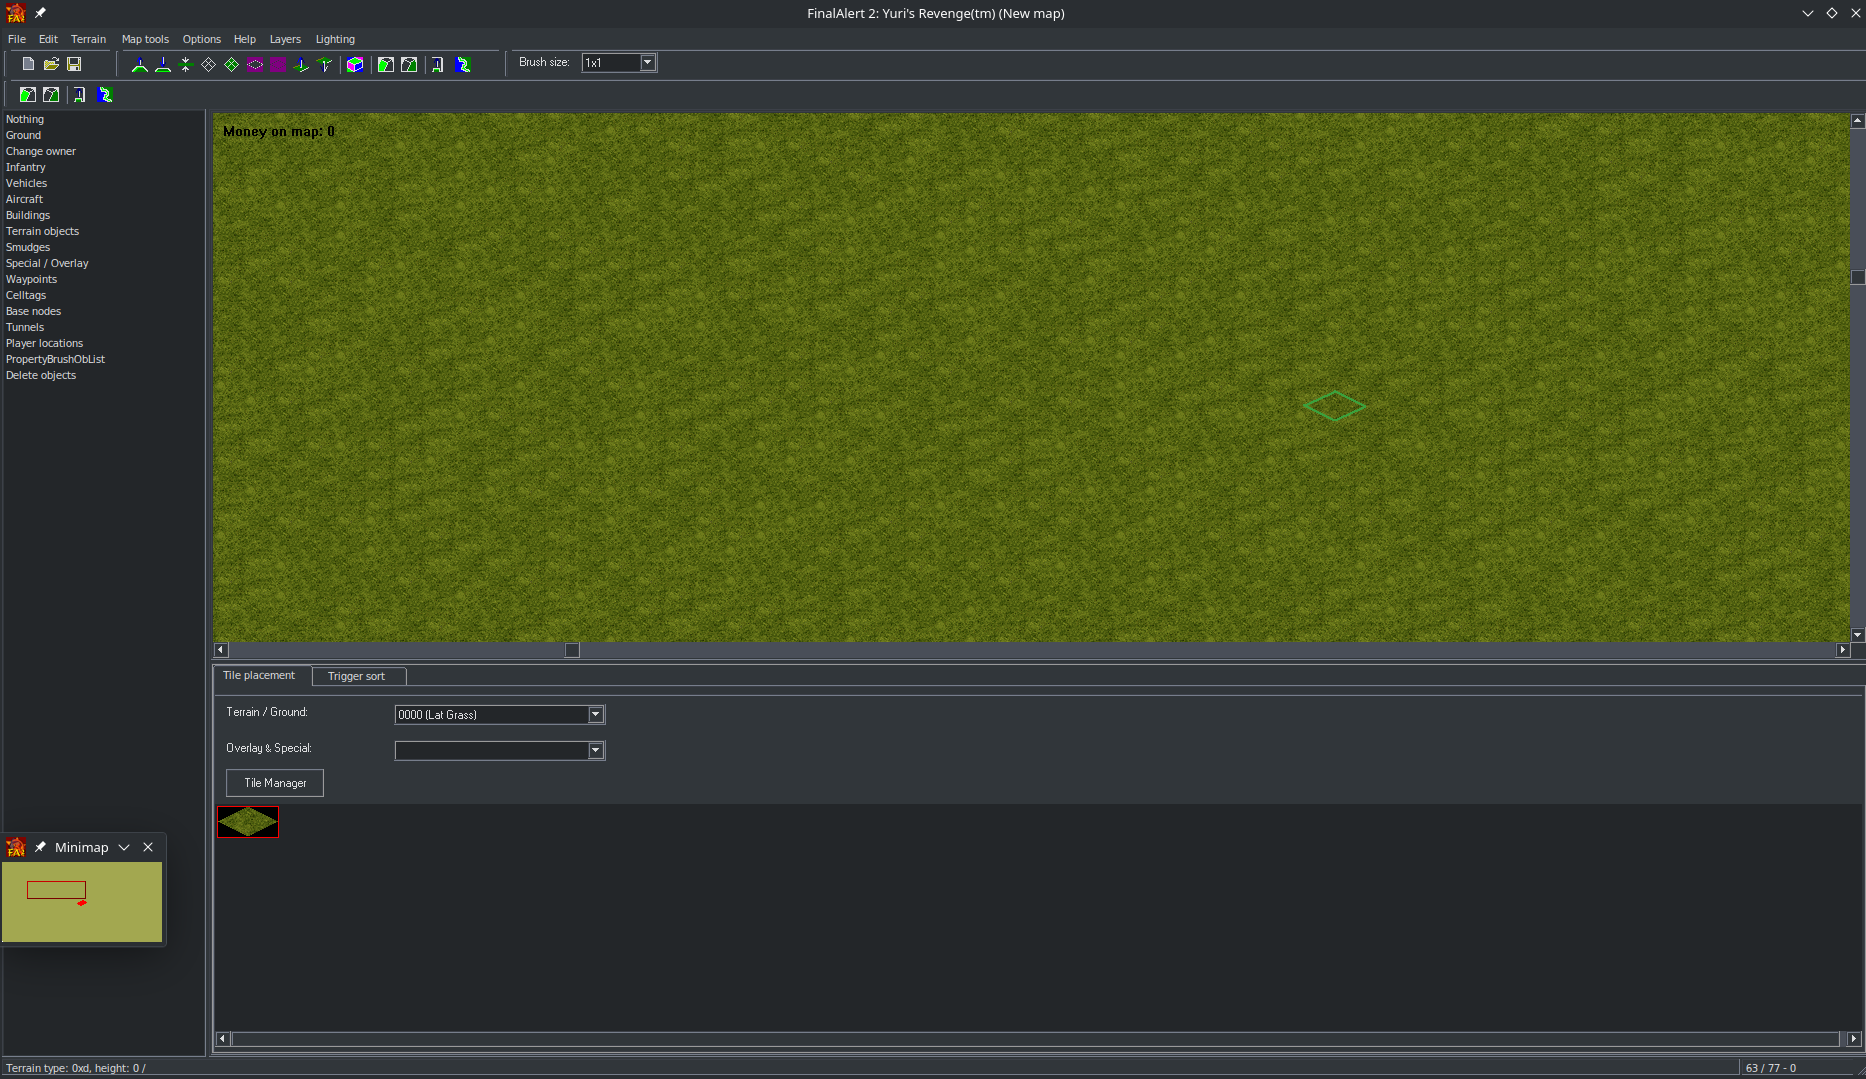 FinalAlert 2: Yuri's Revenge(tm) (New map)
File Edit Terrain Map tools Options Help Layers Lighting
Brush size: 1x1
Nothing
Ground
Change owner
Infantry
Vehicles
Aircraft
Buildings
Terrain objects
Smudges
Special / Overlay
Waypoints
Celltags
Base nodes
Tunnels
Player locations
PropertyBrushObList
Delete objects
Money on map: 0
Tile placement Trigger sort
Terrain / Ground: 0000 (Lat Grass)
Overlay & Special:
Tile Manager
Minimap
Terrain type: 0xd, height: 0 /
63 / 77 - 0